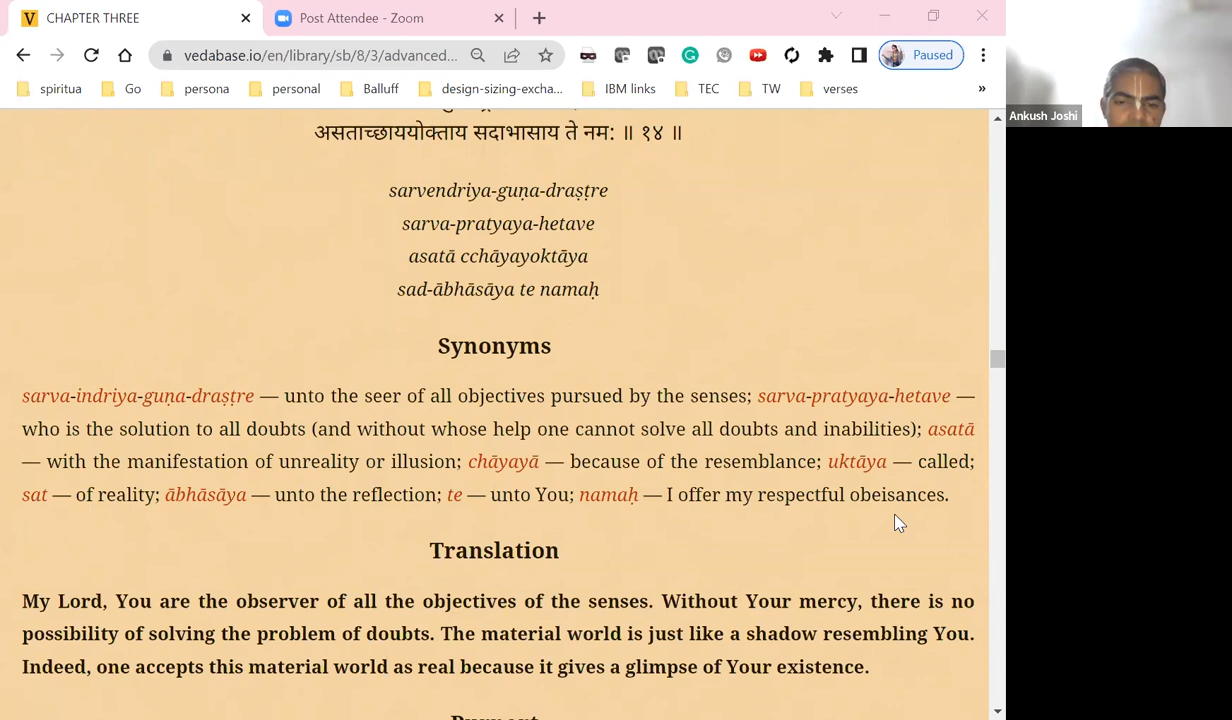 V CHAPTER THREE
Post Attendee - Zoom
vedabase.io/en/library/sb/8/3/advanced...
Paused
spiritua Go persona personal Balluff design-sizing-excha... IBM links TEC TW verses »
Ankush Joshi
असताच्छाययोक्ताय सदाभासाय ते नम: ॥ १४ ॥
sarvendriya-guṇa-draṣṭre
sarva-pratyaya-hetave
asatā cchāyayoktāya
sad-ābhāsāya te namaḥ
Synonyms
sarva-indriya-guṇa-draṣṭre — unto the seer of all objectives pursued by the senses; sarva-pratyaya-hetave —
who is the solution to all doubts (and without whose help one cannot solve all doubts and inabilities); asatā
— with the manifestation of unreality or illusion; chāyayā — because of the resemblance; uktāya — called;
sat — of reality; ābhāsāya — unto the reflection; te — unto You; namaḥ — I offer my respectful obeisances.
Translation
My Lord, You are the observer of all the objectives of the senses. Without Your mercy, there is no
possibility of solving the problem of doubts. The material world is just like a shadow resembling You.
Indeed, one accepts this material world as real because it gives a glimpse of Your existence.